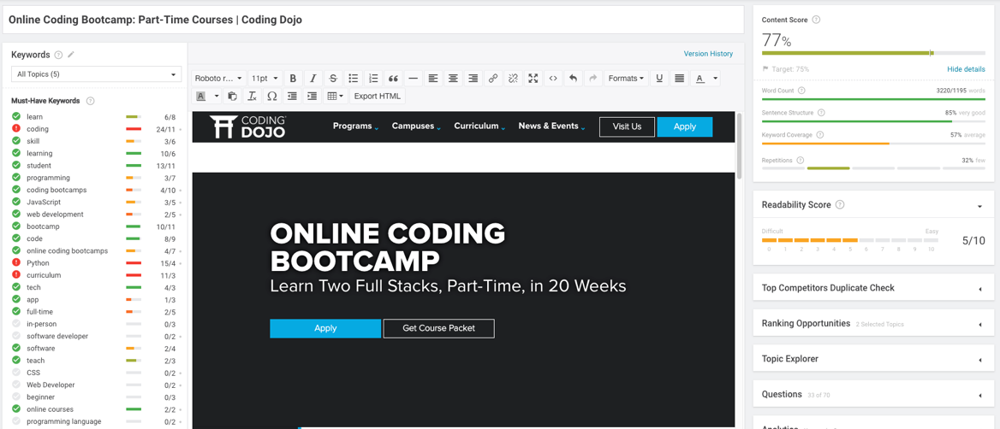 Online Coding Bootcamp: Part-Time Courses | Coding Dojo
Keywords
All Topics (5)
Must-Have Keywords
learn 6/8
coding 24/11
skill 3/6
learning 10/6
student 13/11
programming 3/7
coding bootcamps 4/10
JavaScript 3/5
web development 2/5
bootcamp 10/11
code 8/9
online coding bootcamps 4/7
Python 15/4
curriculum 11/3
tech 4/3
app 1/3
full-time 2/5
in-person 0/3
software developer 0/2
software 2/4
teach 2/3
CSS 0/2
Web Developer 0/2
beginner 0/3
online courses 2/2
programming language 0/2
Version History
Roboto r... 11pt B I S Formats U A
A Export HTML
CODING DOJO Programs Campuses Curriculum News & Events Visit Us Apply
ONLINE CODING
BOOTCAMP
Learn Two Full Stacks, Part-Time, in 20 Weeks
Apply Get Course Packet
Content Score
77%
Target: 75% Hide details
Word Count 3220/1195 words
Sentence Structure 85% very good
Keyword Coverage 57% average
Repetitions 32% few
Readability Score
Difficult Easy
0 1 2 3 4 5 6 7 8 9 10
5/10
Top Competitors Duplicate Check
Ranking Opportunities 2 Selected Topics
Topic Explorer
Questions 33 of 70